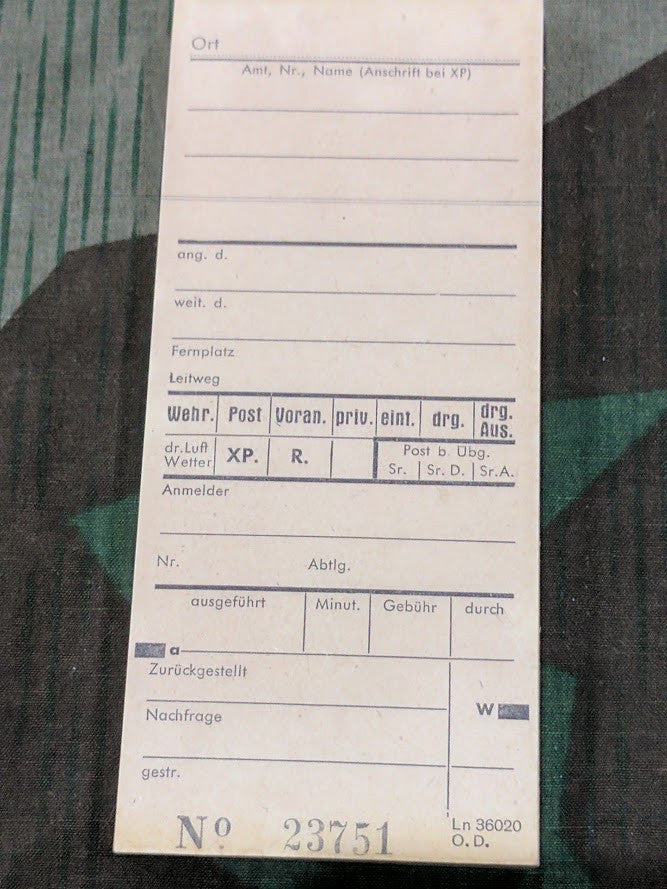 Ort
Amt, Nr., Name (Anschrift bei XP)
ang. d.
weit. d.
Fernplatz
Leitweg
Wehr. Post Voran. priv. eint. drg. drg. Aus.
dr. Luft Wetter XP. R. Post b. Übg.
Sr. Sr. D. Sr. A.
Anmelder
Nr. Abtlg.
ausgeführt Minut. Gebühr durch
a
Zurückgestellt
W
Nachfrage
gestr.
Nº 23751
Ln 36020
O. D.